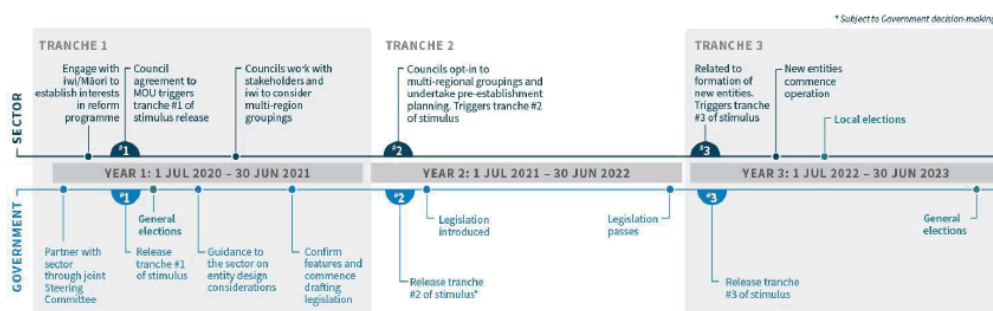 * Subject to Government decision-making
TRANCHE 1
TRANCHE 2
TRANCHE 3
SECTOR
Engage with
iwi/Māori to
establish interests
in reform
programme
Council
agreement to
MOU triggers
tranche #1 of
stimulus release
Councils work with
stakeholders and
iwi to consider
multi-region
groupings
Councils opt-in to
multi-regional groupings and
undertake pre-establishment
planning. Triggers tranche #2
of stimulus
Related to
formation of
new entities.
Triggers tranche
#3 of stimulus
New entities
commence
operation
Local elections
#1
#2
#3
YEAR 1: 1 JUL 2020 – 30 JUN 2021
YEAR 2: 1 JUL 2021 – 30 JUN 2022
YEAR 3: 1 JUL 2022 – 30 JUN 2023
GOVERNMENT
#1
#2
#3
Partner with
sector
through joint
Steering
Committee
Release
tranche #1
of stimulus
General
elections
Guidance to
the sector on
entity design
considerations
Confirm
features and
commence
drafting
legislation
Release tranche
#2 of stimulus*
Legislation
introduced
Legislation
passes
Release tranche
#3 of stimulus
General
elections